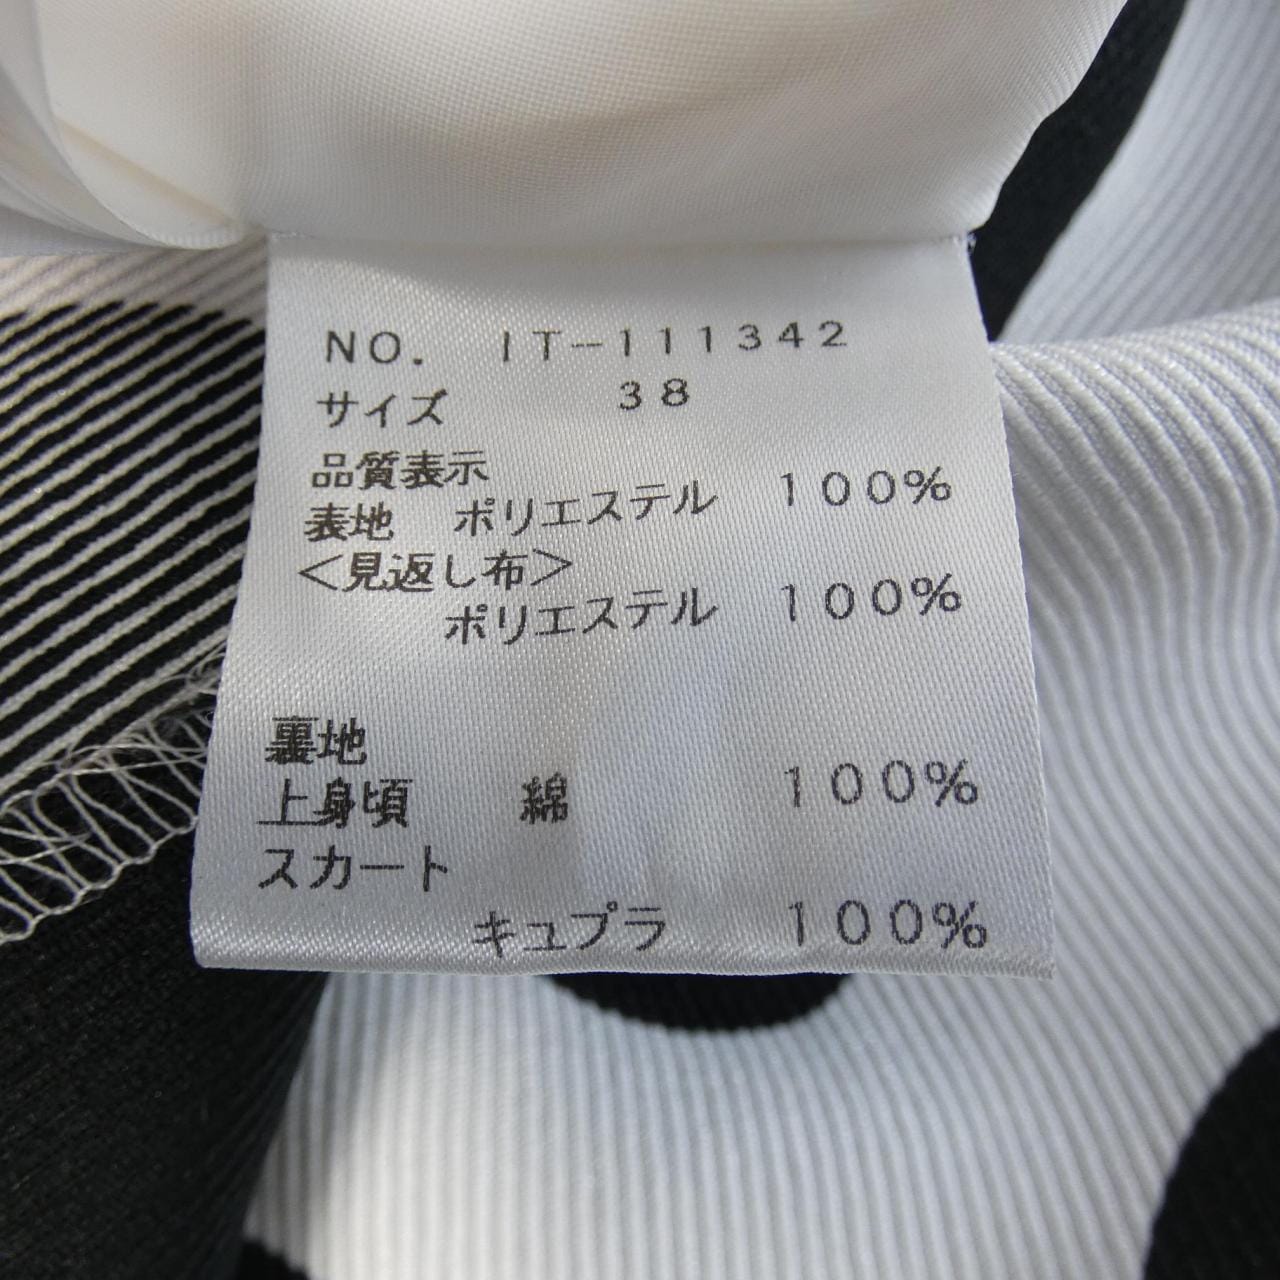 NO. IT-111342
サイズ 38
品質表示
表地 ポリエステル 100%
<見返し布>
ポリエステル 100%
裏地
上身頃 綿 100%
スカート
キュプラ 100%